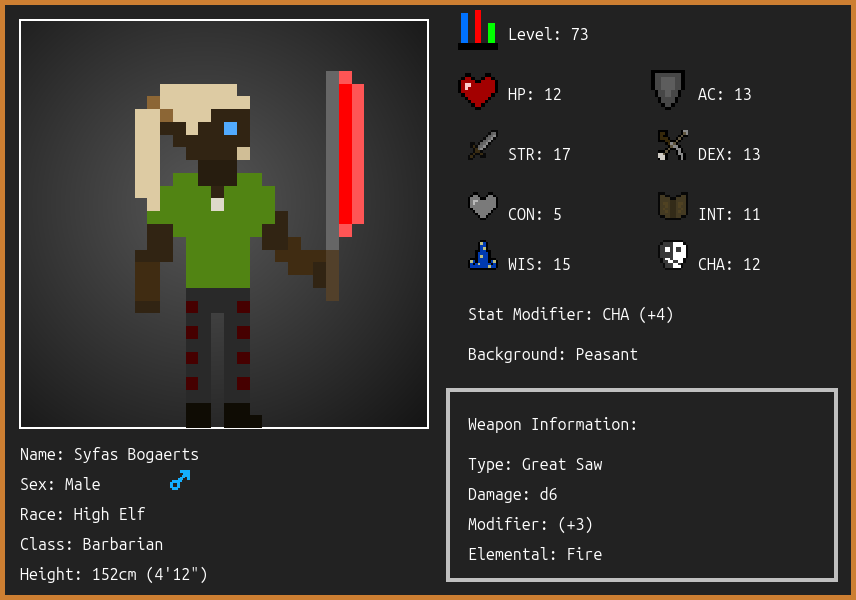 Level: 73
HP: 12
AC: 13
STR: 17
DEX: 13
CON: 5
INT: 11
WIS: 15
CHA: 12
Stat Modifier: CHA (+4)
Background: Peasant
Weapon Information:
Type: Great Saw
Damage: d6
Modifier: (+3)
Elemental: Fire
Name: Syfas Bogaerts
Sex: Male
Race: High Elf
Class: Barbarian
Height: 152cm (4'12")